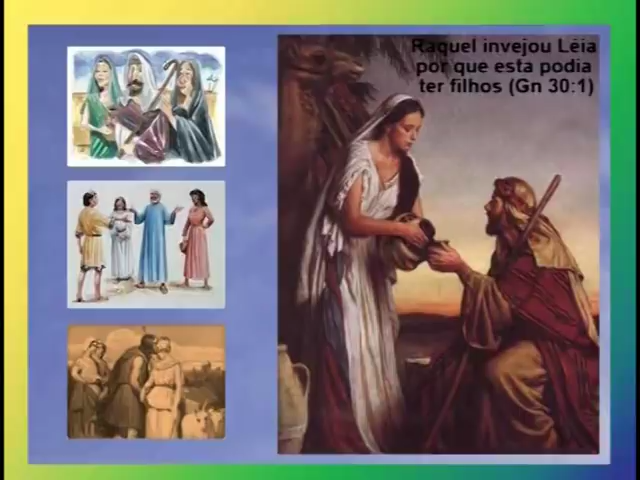 Raquel invejou Léia
por que esta podia
ter filhos (Gn 30:1)